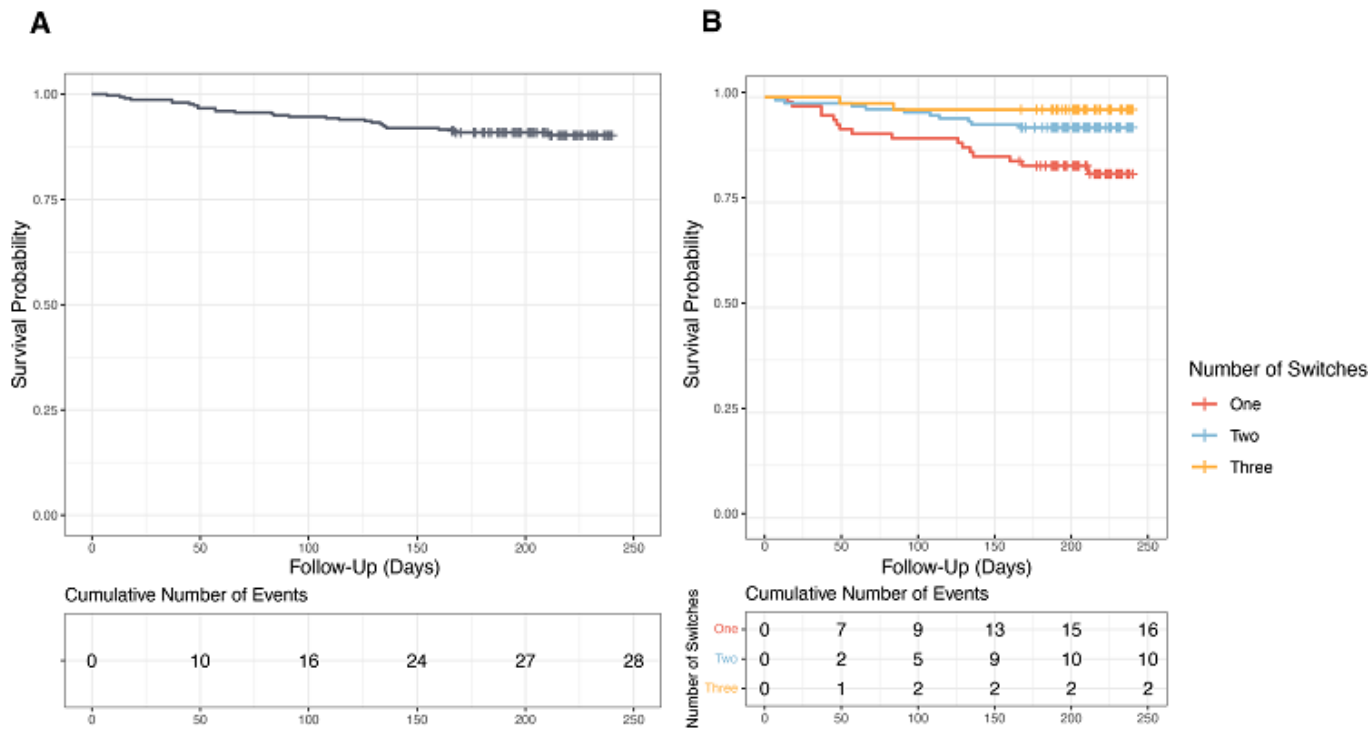 A
1.00
0.75
0.50
0.25
0.00
Survival Probability
0 50 100 150 200 250
Follow-Up (Days)
Cumulative Number of Events
0 10 16 24 27 28
0 50 100 150 200 250
B
1.00
0.75
0.50
0.25
0.00
Survival Probability
0 50 100 150 200 250
Follow-Up (Days)
Number of Switches
One
Two
Three
Cumulative Number of Events
Number of Switches
One 0 7 9 13 15 16
Two 0 2 5 9 10 10
Three 0 1 2 2 2 2
0 50 100 150 200 250